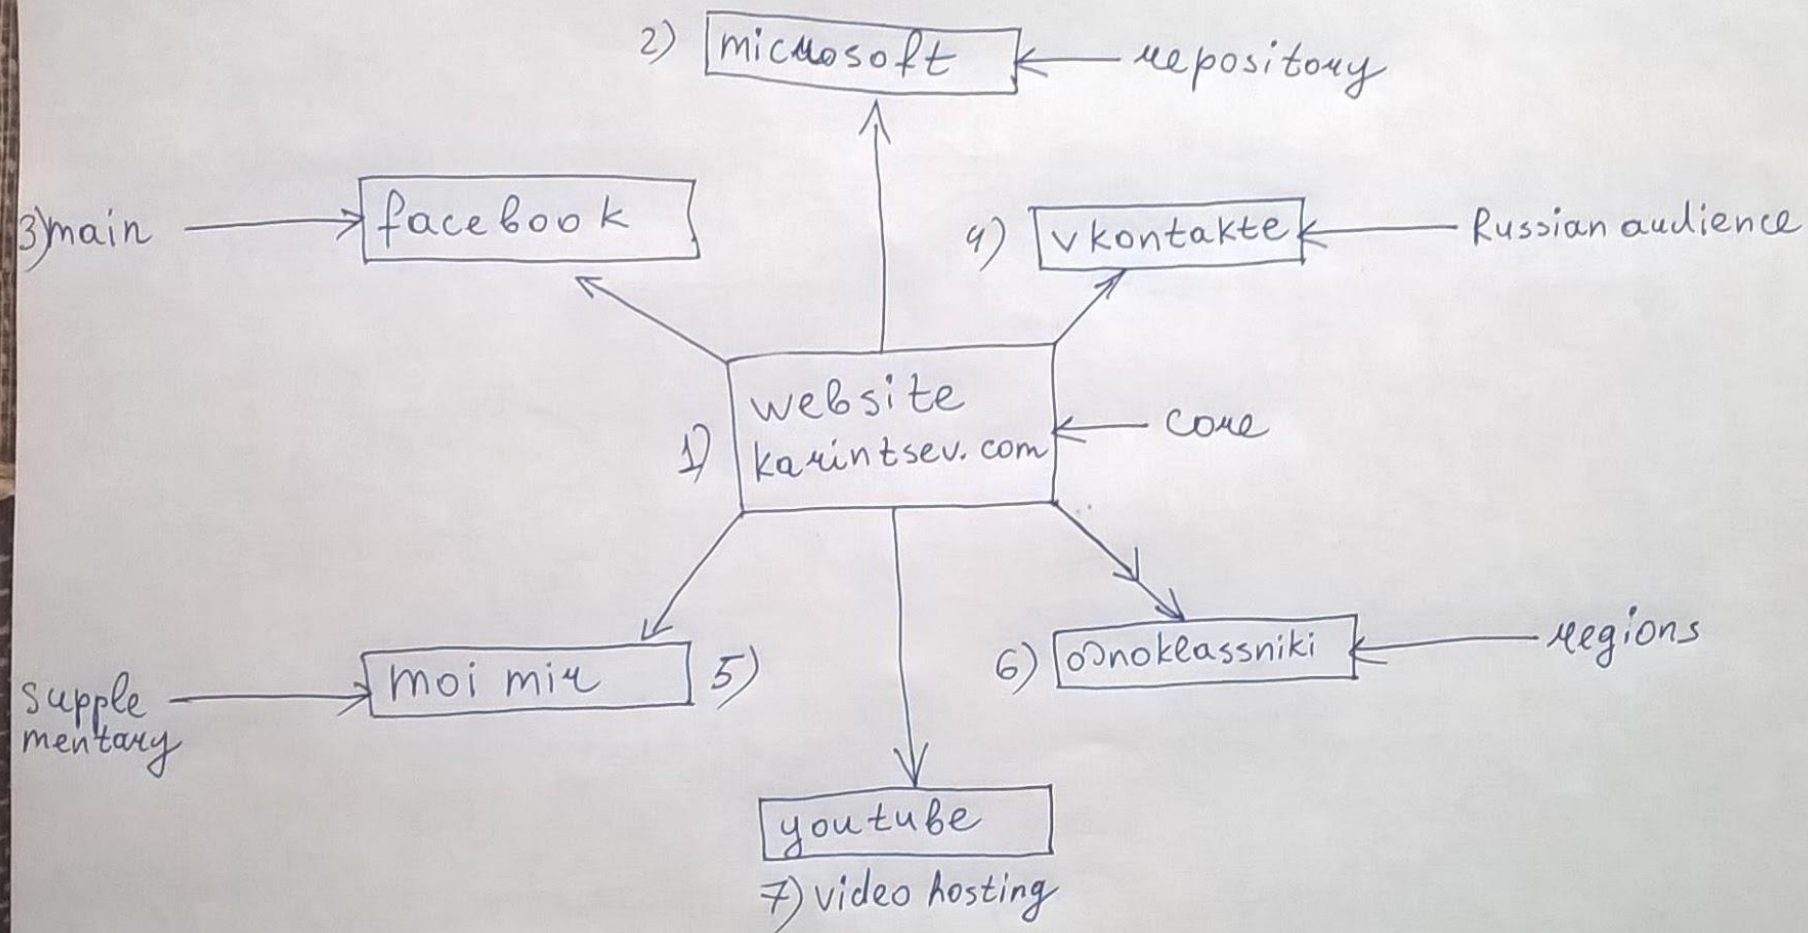 2) microsoft
repository
3) main
facebook
4) vkontakte
Russian audience
1) website
karintsev.com
core
supple
mentary
moi mir
5)
6) odnoklassniki
regions
youtube
7) video hosting